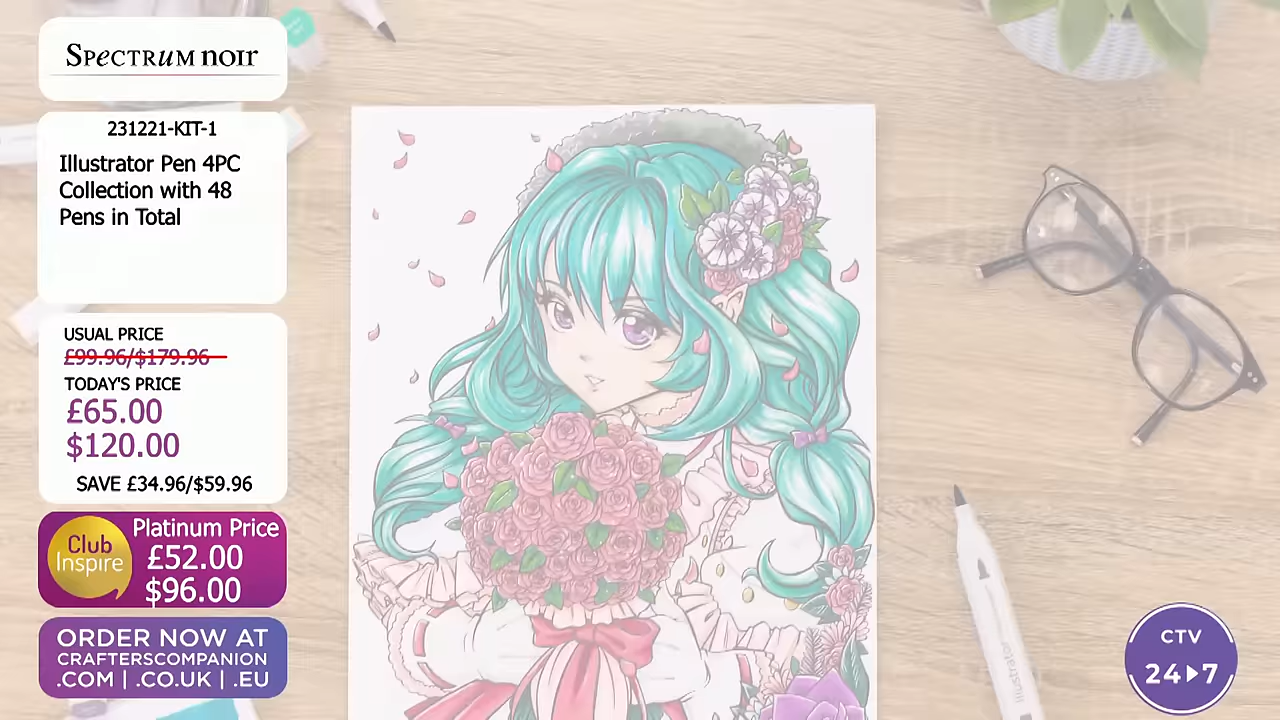 SPECTRUM noir
231221-KIT-1
Illustrator Pen 4PC
Collection with 48
Pens in Total
USUAL PRICE
£99.96/$179.96
TODAY'S PRICE
£65.00
$120.00
SAVE £34.96/$59.96
Club
Inspire
Platinum Price
£52.00
$96.00
ORDER NOW AT
CRAFTERSCOMPANION
.COM | .CO.UK | .EU
illustrator
CTV
24▶7